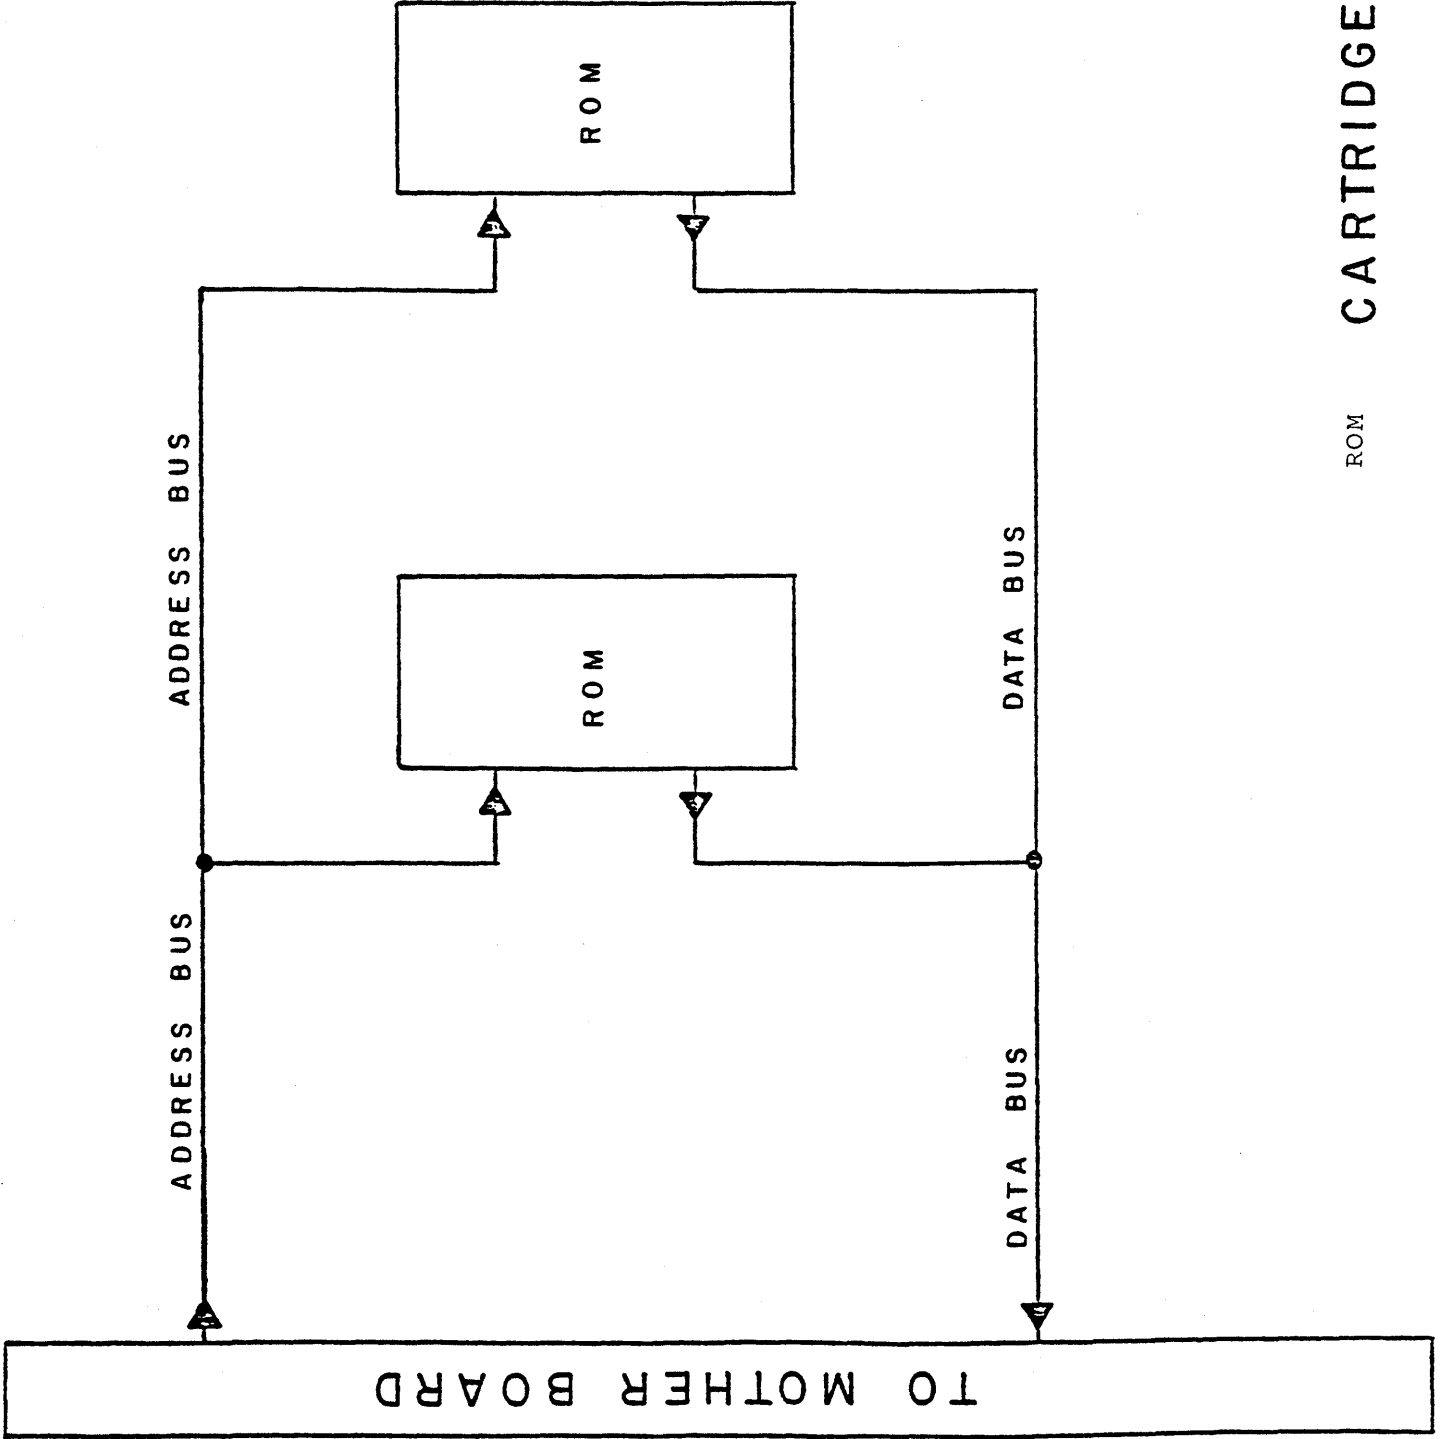 TO MOTHER BOARD
ADDRESS BUS
ADDRESS BUS
ROM
ROM
DATA BUS
DATA BUS
ROM CARTRIDGE